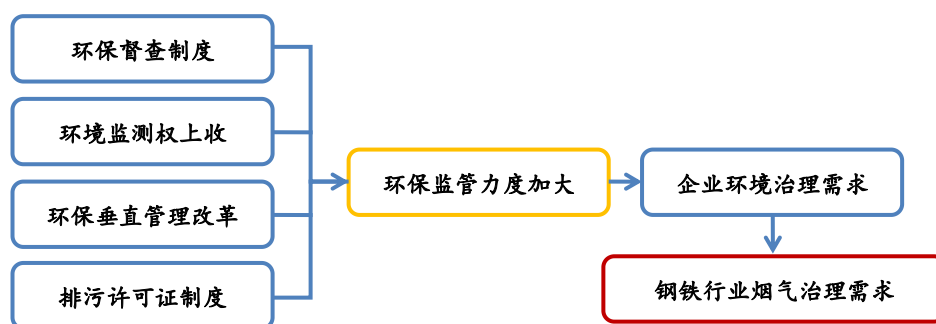 环保督查制度
环境监测权上收
环保垂直管理改革
排污许可证制度
环保监管力度加大
企业环境治理需求
钢铁行业烟气治理需求